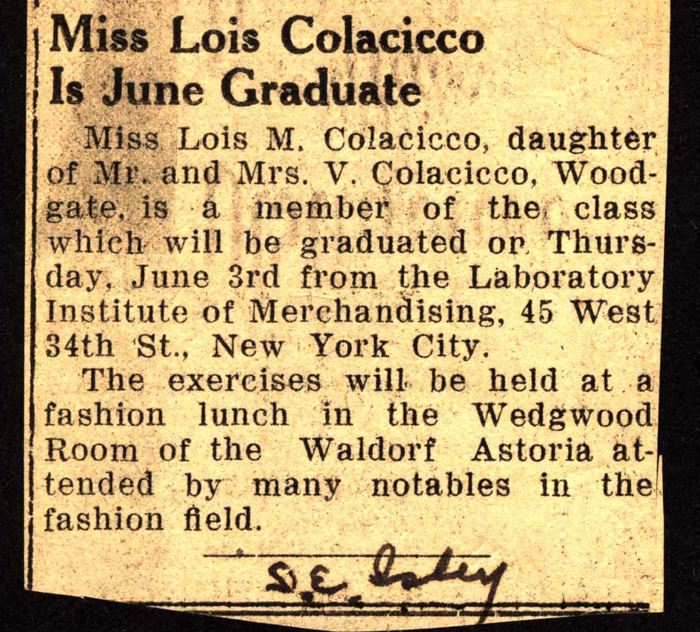 Miss Lois Colacicco
Is June Graduate
Miss Lois M. Colacicco, daughter
of Mr. and Mrs. V. Colacicco, Wood-
gate, is a member of the class
which will be graduated on Thurs-
day, June 3rd from the Laboratory
Institute of Merchandising, 45 West
34th St., New York City.
The exercises will be held at a
fashion lunch in the Wedgwood
Room of the Waldorf Astoria at-
tended by many notables in the
fashion field.
S.E. Isley